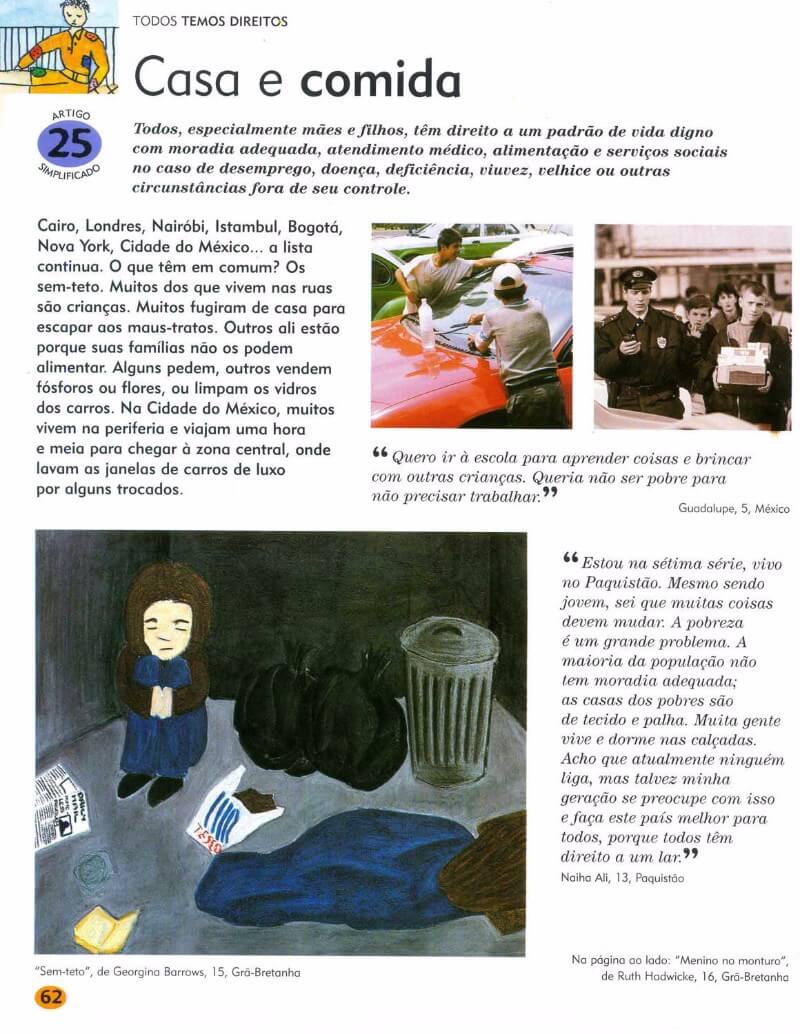 TODOS TEMOS DIREITOS
Casa e comida
ARTIGO
25
SIMPLIFICADO
Todos, especialmente mães e filhos, têm direito a um padrão de vida digno
com moradia adequada, atendimento médico, alimentação e serviços sociais
no caso de desemprego, doença, deficiência, viuvez, velhice ou outras
circunstâncias fora de seu controle.
Cairo, Londres, Nairóbi, Istambul, Bogotá,
Nova York, Cidade do México... a lista
continua. O que têm em comum? Os
sem-teto. Muitos dos que vivem nas ruas
são crianças. Muitos fugiram de casa para
escapar aos maus-tratos. Outros ali estão
porque suas famílias não os podem
alimentar. Alguns pedem, outros vendem
fósforos ou flores, ou limpam os vidros
dos carros. Na Cidade do México, muitos
vivem na periferia e viajam uma hora
e meia para chegar à zona central, onde
lavam as janelas de carros de luxo
por alguns trocados.
“Quero ir à escola para aprender coisas e brincar
com outras crianças. Queria não ser pobre para
não precisar trabalhar.”
Guadalupe, 5, México
“Estou na sétima série, vivo
no Paquistão. Mesmo sendo
jovem, sei que muitas coisas
devem mudar. A pobreza
é um grande problema. A
maioria da população não
tem moradia adequada;
as casas dos pobres são
de tecido e palha. Muita gente
vive e dorme nas calçadas.
Acho que atualmente ninguém
liga, mas talvez minha
geração se preocupe com isso
e faça este país melhor para
todos, porque todos têm
direito a um lar.”
Naiha Ali, 13, Paquistão
DAILY
MAIL
TESCO
“Sem-teto”, de Georgina Barrows, 15, Grã-Bretanha
Na página ao lado: “Menino no monturo”,
de Ruth Hadwicke, 16, Grã-Bretanha
62